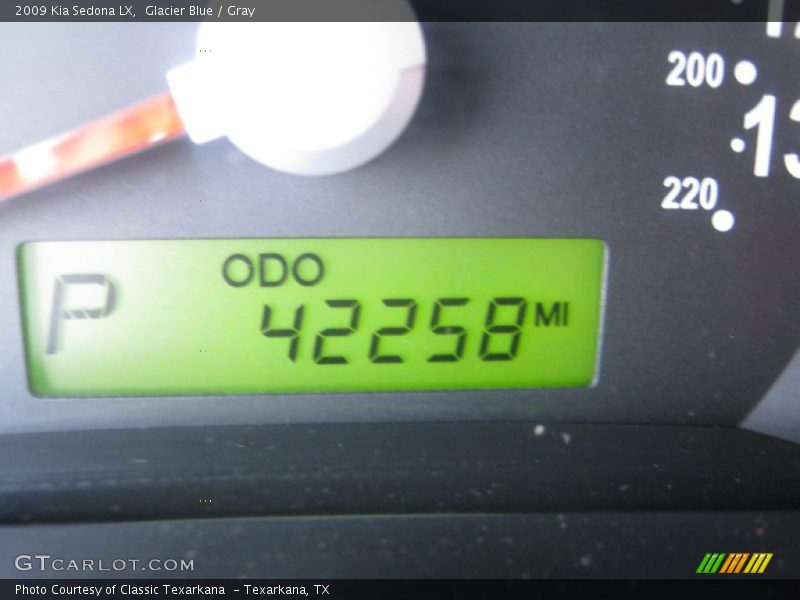 2009 Kia Sedona LX,  Glacier Blue / Gray
200
220
P
ODO
42258 MI
GTCARLOT.COM
Photo Courtesy of Classic Texarkana  - Texarkana, TX